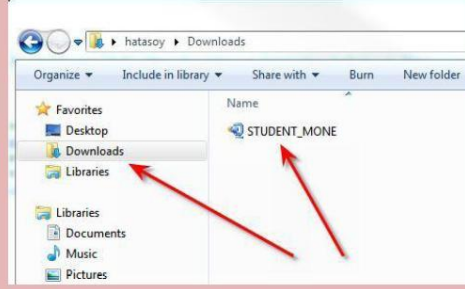 hatasoy Downloads
Organize Include in library Share with Burn New folder
Favorites
Desktop
Downloads
Libraries
Libraries
Documents
Music
Pictures
Name
STUDENT_MONE